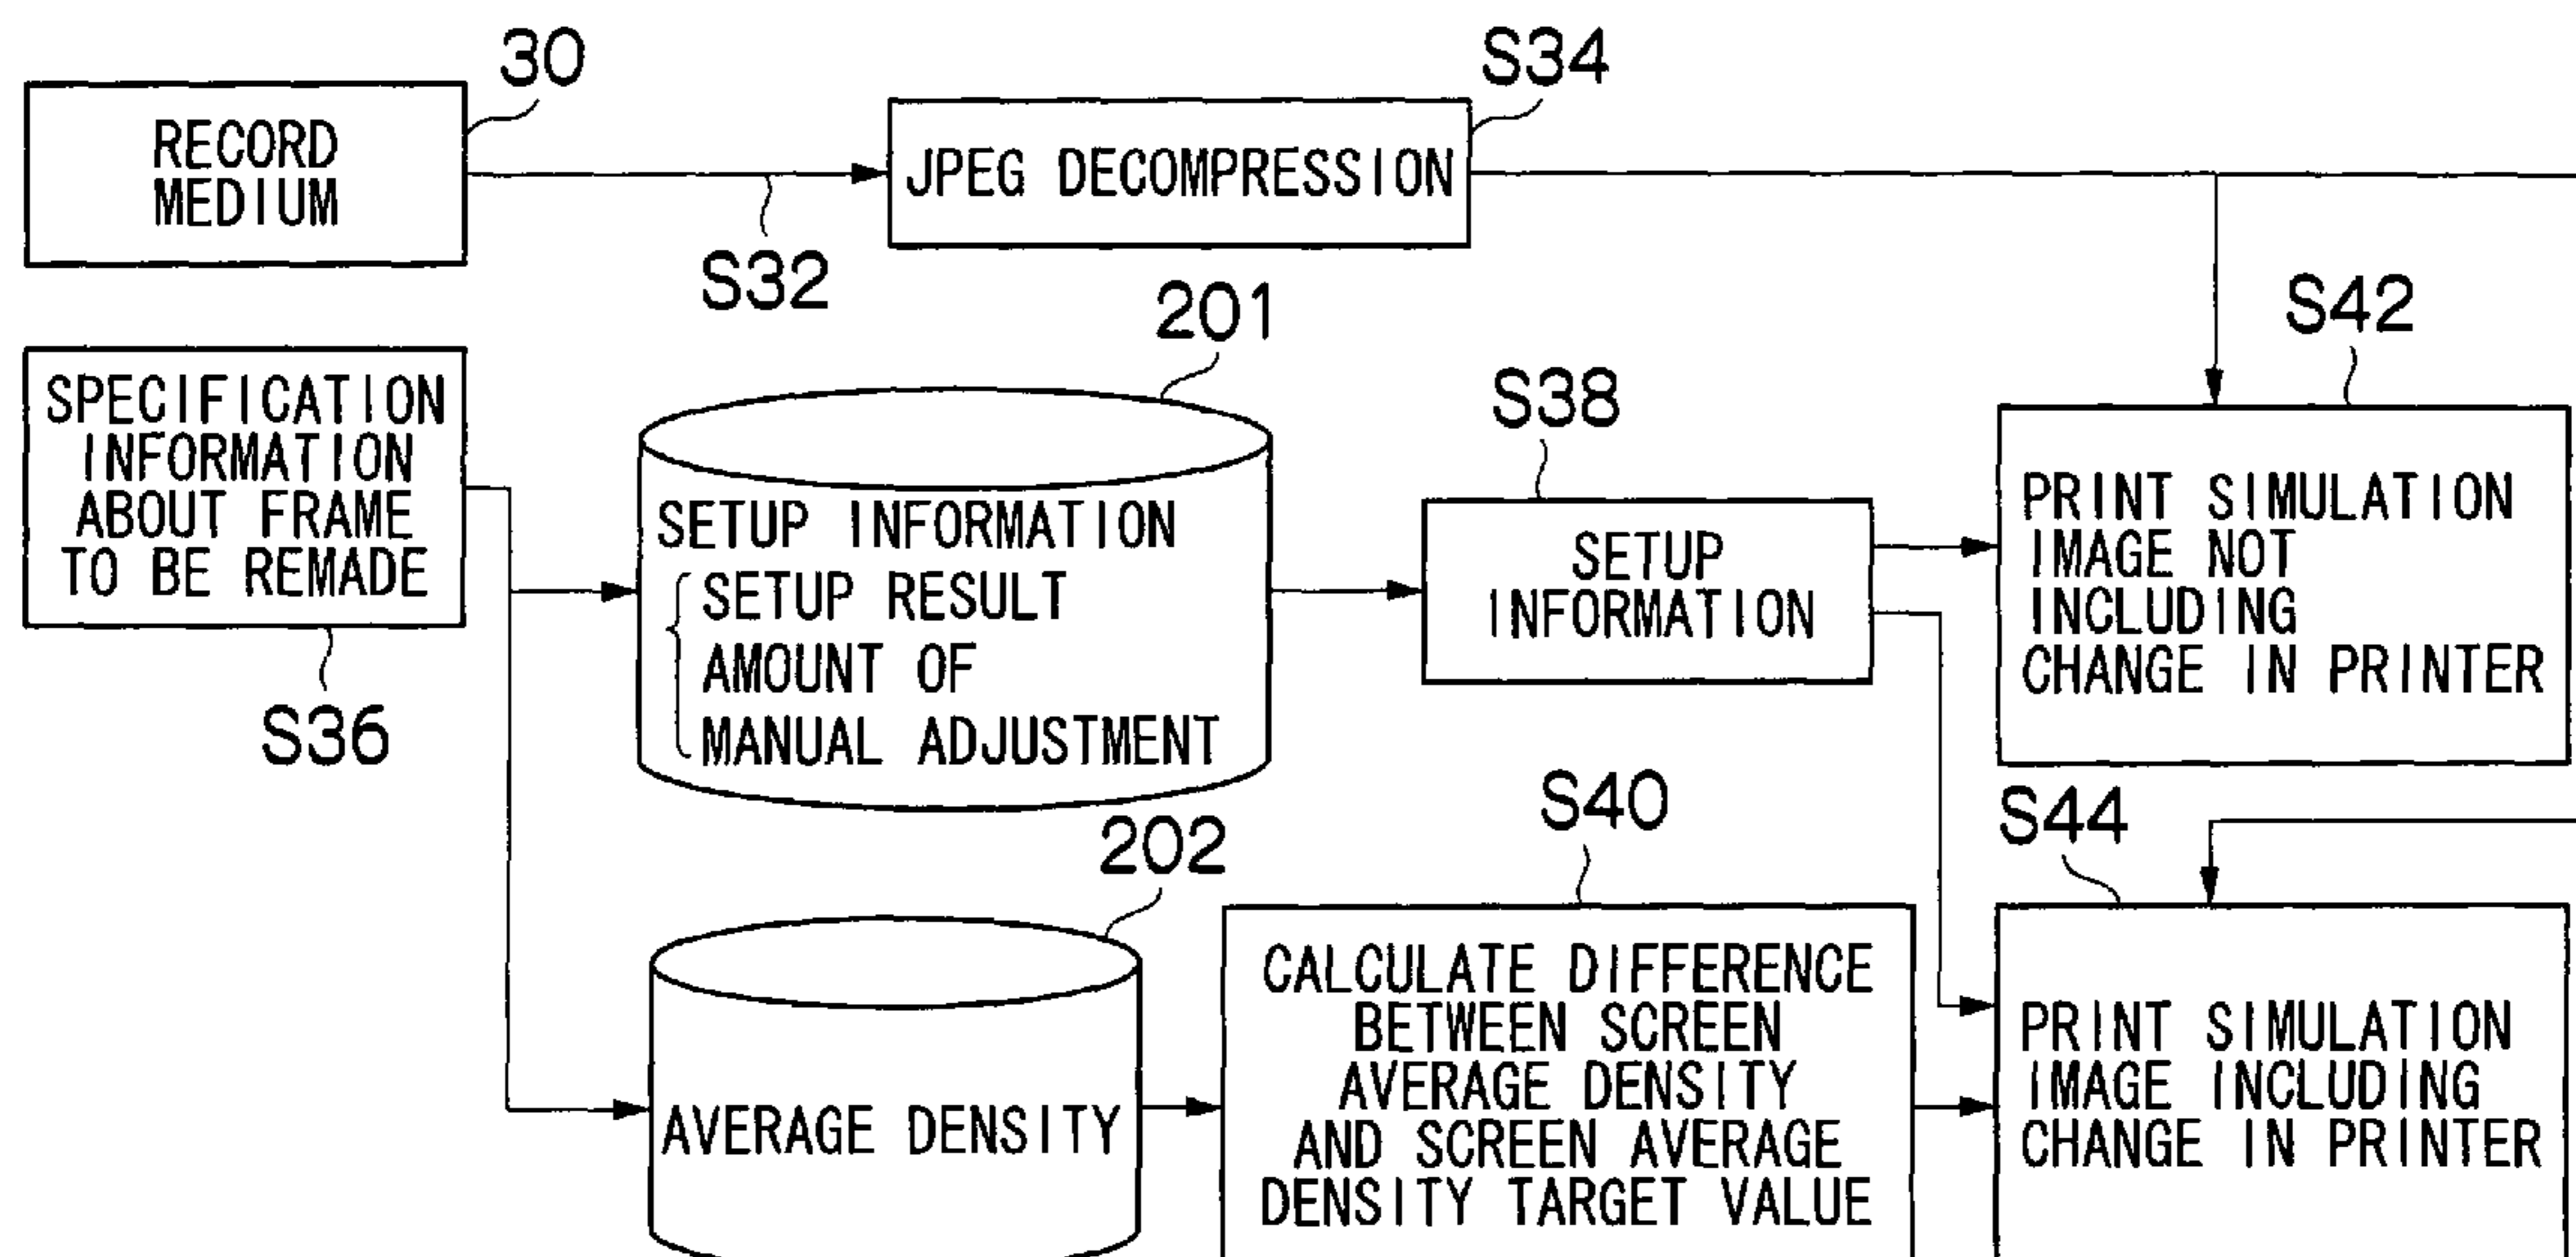 30
RECORD
MEDIUM
S32
S34
JPEG DECOMPRESSION
SPECIFICATION
INFORMATION
ABOUT FRAME
TO BE REMADE
S36
201
SETUP INFORMATION
SETUP RESULT
AMOUNT OF
MANUAL ADJUSTMENT
S38
SETUP
INFORMATION
S42
PRINT SIMULATION
IMAGE NOT
INCLUDING
CHANGE IN PRINTER
202
AVERAGE DENSITY
S40
CALCULATE DIFFERENCE
BETWEEN SCREEN
AVERAGE DENSITY
AND SCREEN AVERAGE
DENSITY TARGET VALUE
S44
PRINT SIMULATION
IMAGE INCLUDING
CHANGE IN PRINTER